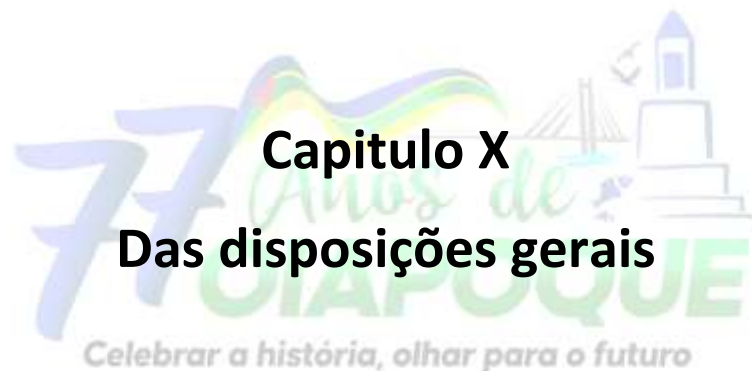 Capitulo X
77 Anos de
Das disposições gerais
OIAPOQUE
Celebrar a história, olhar para o futuro